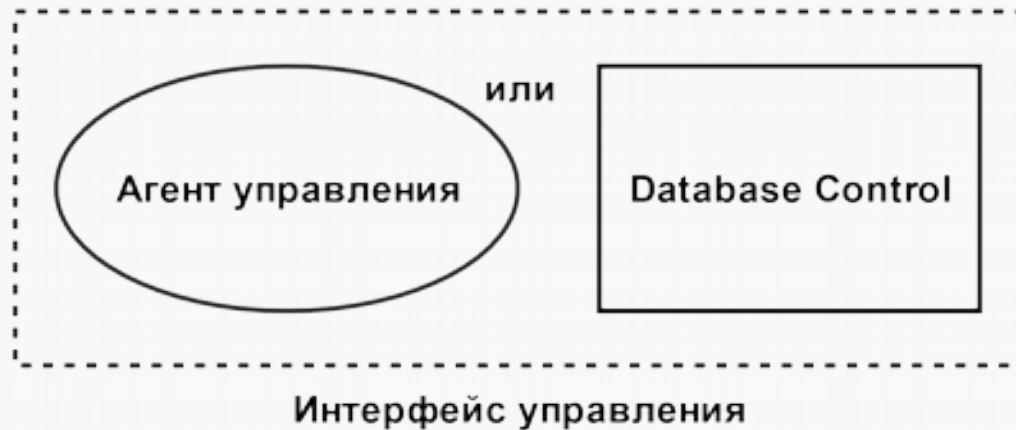 или
Агент управления
Database Control
Интерфейс управления